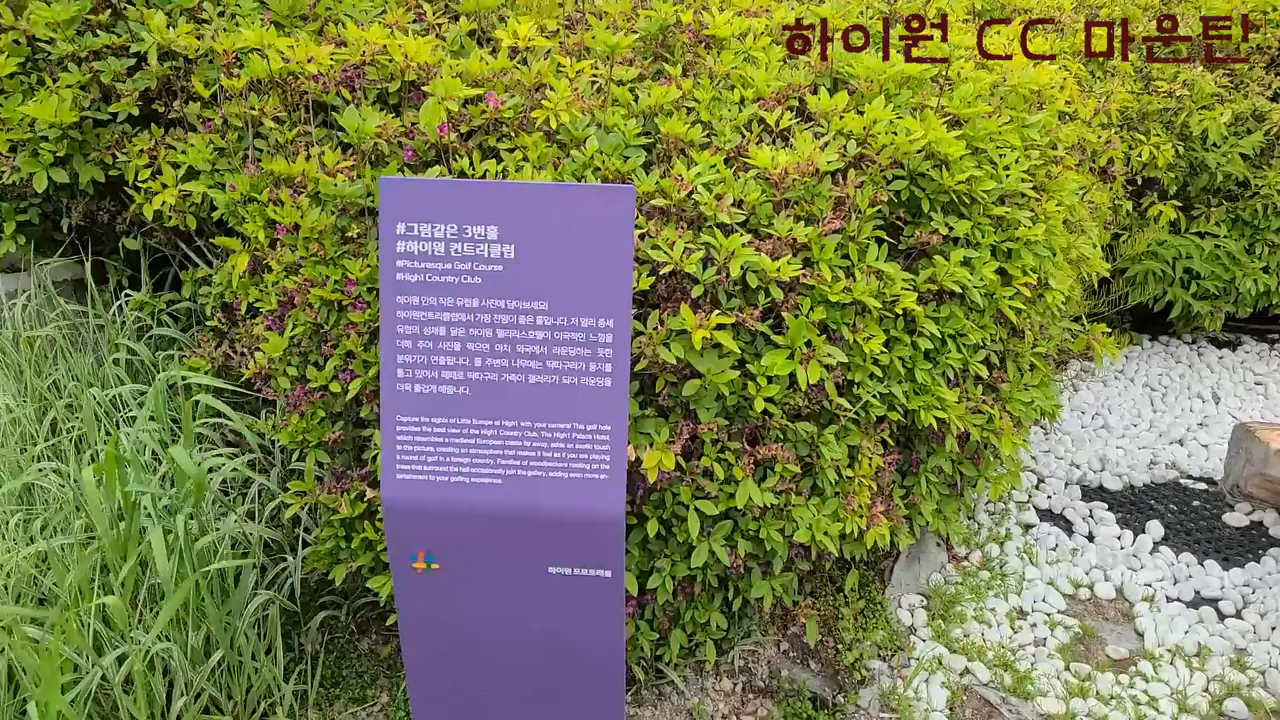 하이원 CC 마운탄
#그림같은 3번홀
#하이원 컨트리클럽
#Picturesque Golf Course
#High1 Country Club
하이원 안의 작은 유럽을 사진에 담아보세요!
하이원컨트리클럽에서 가장 전망이 좋은 홀입니다. 저 멀리 중세
유럽의 성채를 닮은 하이원 팰리스호텔이 이국적인 느낌을
더해 주어 사진을 찍으면 마치 외국에서 라운딩하는 듯한
분위기가 연출됩니다. 홀 주변의 나무에는 딱따구리가 둥지를
틀고 있어서 때때로 딱따구리 가족이 갤러리가 되어 라운딩을
더욱 즐겁게 해줍니다.
Capture the sights of Little Europe at High1 with your camera! This golf hole
provides the best view of the High1 Country Club. The High1 Palace Hotel,
which resembles a medieval European castle far away, adds an exotic touch
to the picture, creating an atmosphere that makes it feel as if you are playing
a round of golf in a foreign country. Families of woodpeckers nesting on the
trees that surround the hall occasionally join the gallery, adding even more en-
tertainment to your golfing experience.
하이원 포토트래블